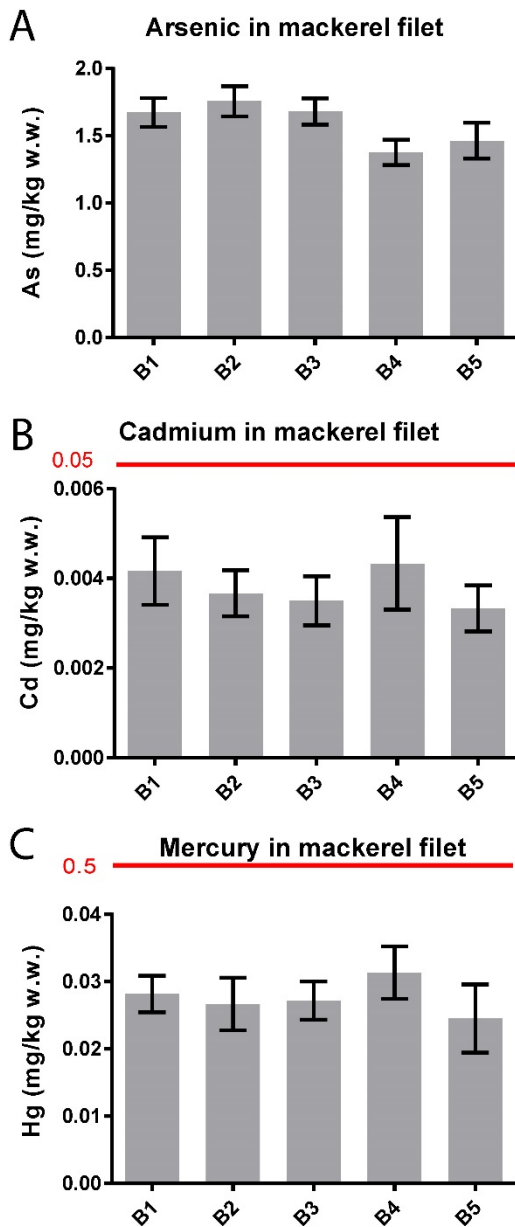 A
Arsenic in mackerel filet
As (mg/kg w.w.)
2.0
1.5
1.0
0.5
0.0
B1 B2 B3 B4 B5
B
Cadmium in mackerel filet
0.05
Cd (mg/kg w.w.)
0.006
0.004
0.002
0.000
B1 B2 B3 B4 B5
C
Mercury in mackerel filet
0.5
Hg (mg/kg w.w.)
0.04
0.03
0.02
0.01
0.00
B1 B2 B3 B4 B5